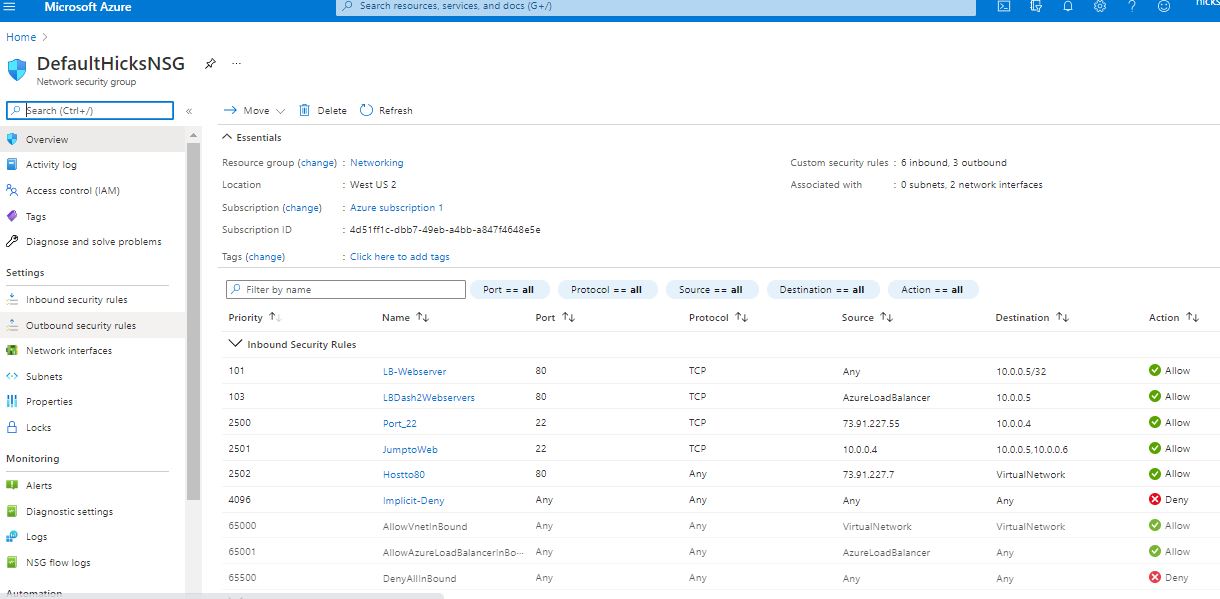 Microsoft Azure
Search resources, services, and docs (G+/)
hicks
Home
DefaultHicksNSG
Network security group
Search (Ctrl+/)
Overview
Activity log
Access control (IAM)
Tags
Diagnose and solve problems
Settings
Inbound security rules
Outbound security rules
Network interfaces
Subnets
Properties
Locks
Monitoring
Alerts
Diagnostic settings
Logs
NSG flow logs
Automation
Move Delete Refresh
Essentials
Resource group (change) : Networking
Location : West US 2
Subscription (change) : Azure subscription 1
Subscription ID : 4d51ff1c-dbb7-49eb-a4bb-a847f4648e5e
Tags (change) : Click here to add tags
Custom security rules : 6 inbound, 3 outbound
Associated with : 0 subnets, 2 network interfaces
Filter by name Port == all Protocol == all Source == all Destination == all Action == all
Priority Name Port Protocol Source Destination Action
Inbound Security Rules
101 LB-Webserver 80 TCP Any 10.0.0.5/32 Allow
103 LBDash2Webservers 80 TCP AzureLoadBalancer 10.0.0.5 Allow
2500 Port_22 22 TCP 73.91.227.55 10.0.0.4 Allow
2501 JumptoWeb 22 TCP 10.0.0.4 10.0.0.5,10.0.0.6 Allow
2502 Hostto80 80 Any 73.91.227.7 VirtualNetwork Allow
4096 Implicit-Deny Any Any Any Any Deny
65000 AllowVnetInBound Any Any VirtualNetwork VirtualNetwork Allow
65001 AllowAzureLoadBalancerInBo... Any Any AzureLoadBalancer Any Allow
65500 DenyAllInBound Any Any Any Any Deny